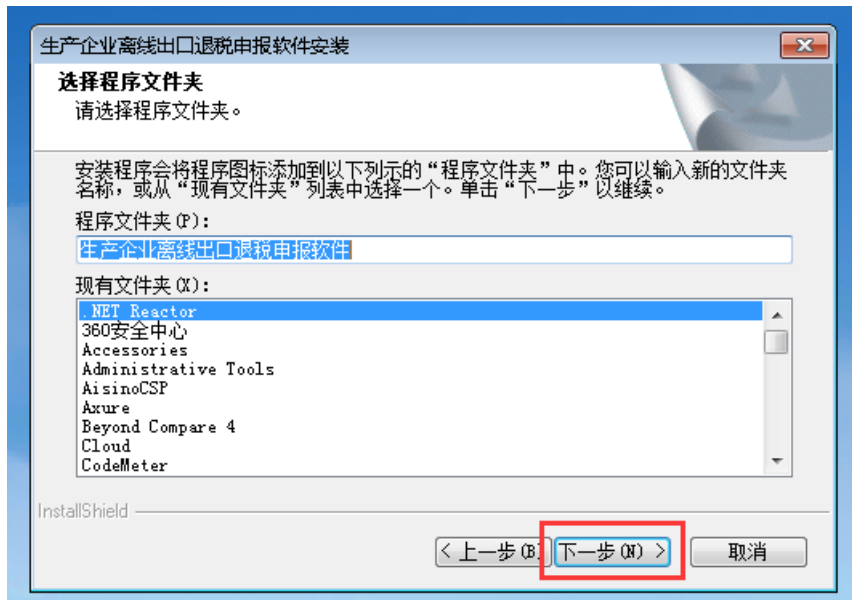 生产企业离线出口退税申报软件安装
选择程序文件夹
请选择程序文件夹。
安装程序会将程序图标添加到以下列示的“程序文件夹”中。您可以输入新的文件夹
名称，或从“现有文件夹”列表中选择一个。单击“下一步”以继续。
程序文件夹(P)：
生产企业离线出口退税申报软件
现有文件夹(X)：
.NET Reactor
360安全中心
Accessories
Administrative Tools
AisinoCSP
Axure
Beyond Compare 4
Cloud
CodeMeter
InstallShield
< 上一步(B) 下一步(N) > 取消